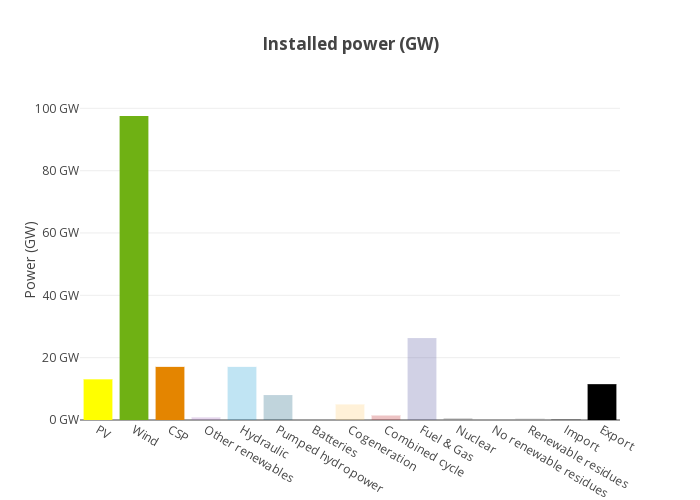 Installed power (GW)
100 GW
80 GW
60 GW
40 GW
20 GW
0 GW
Power (GW)
PV
Wind
CSP
Other renewables
Hydraulic
Pumped hydropower
Batteries
Cogeneration
Combined cycle
Fuel & Gas
Nuclear
No renewable residues
Renewable residues
Import
Export